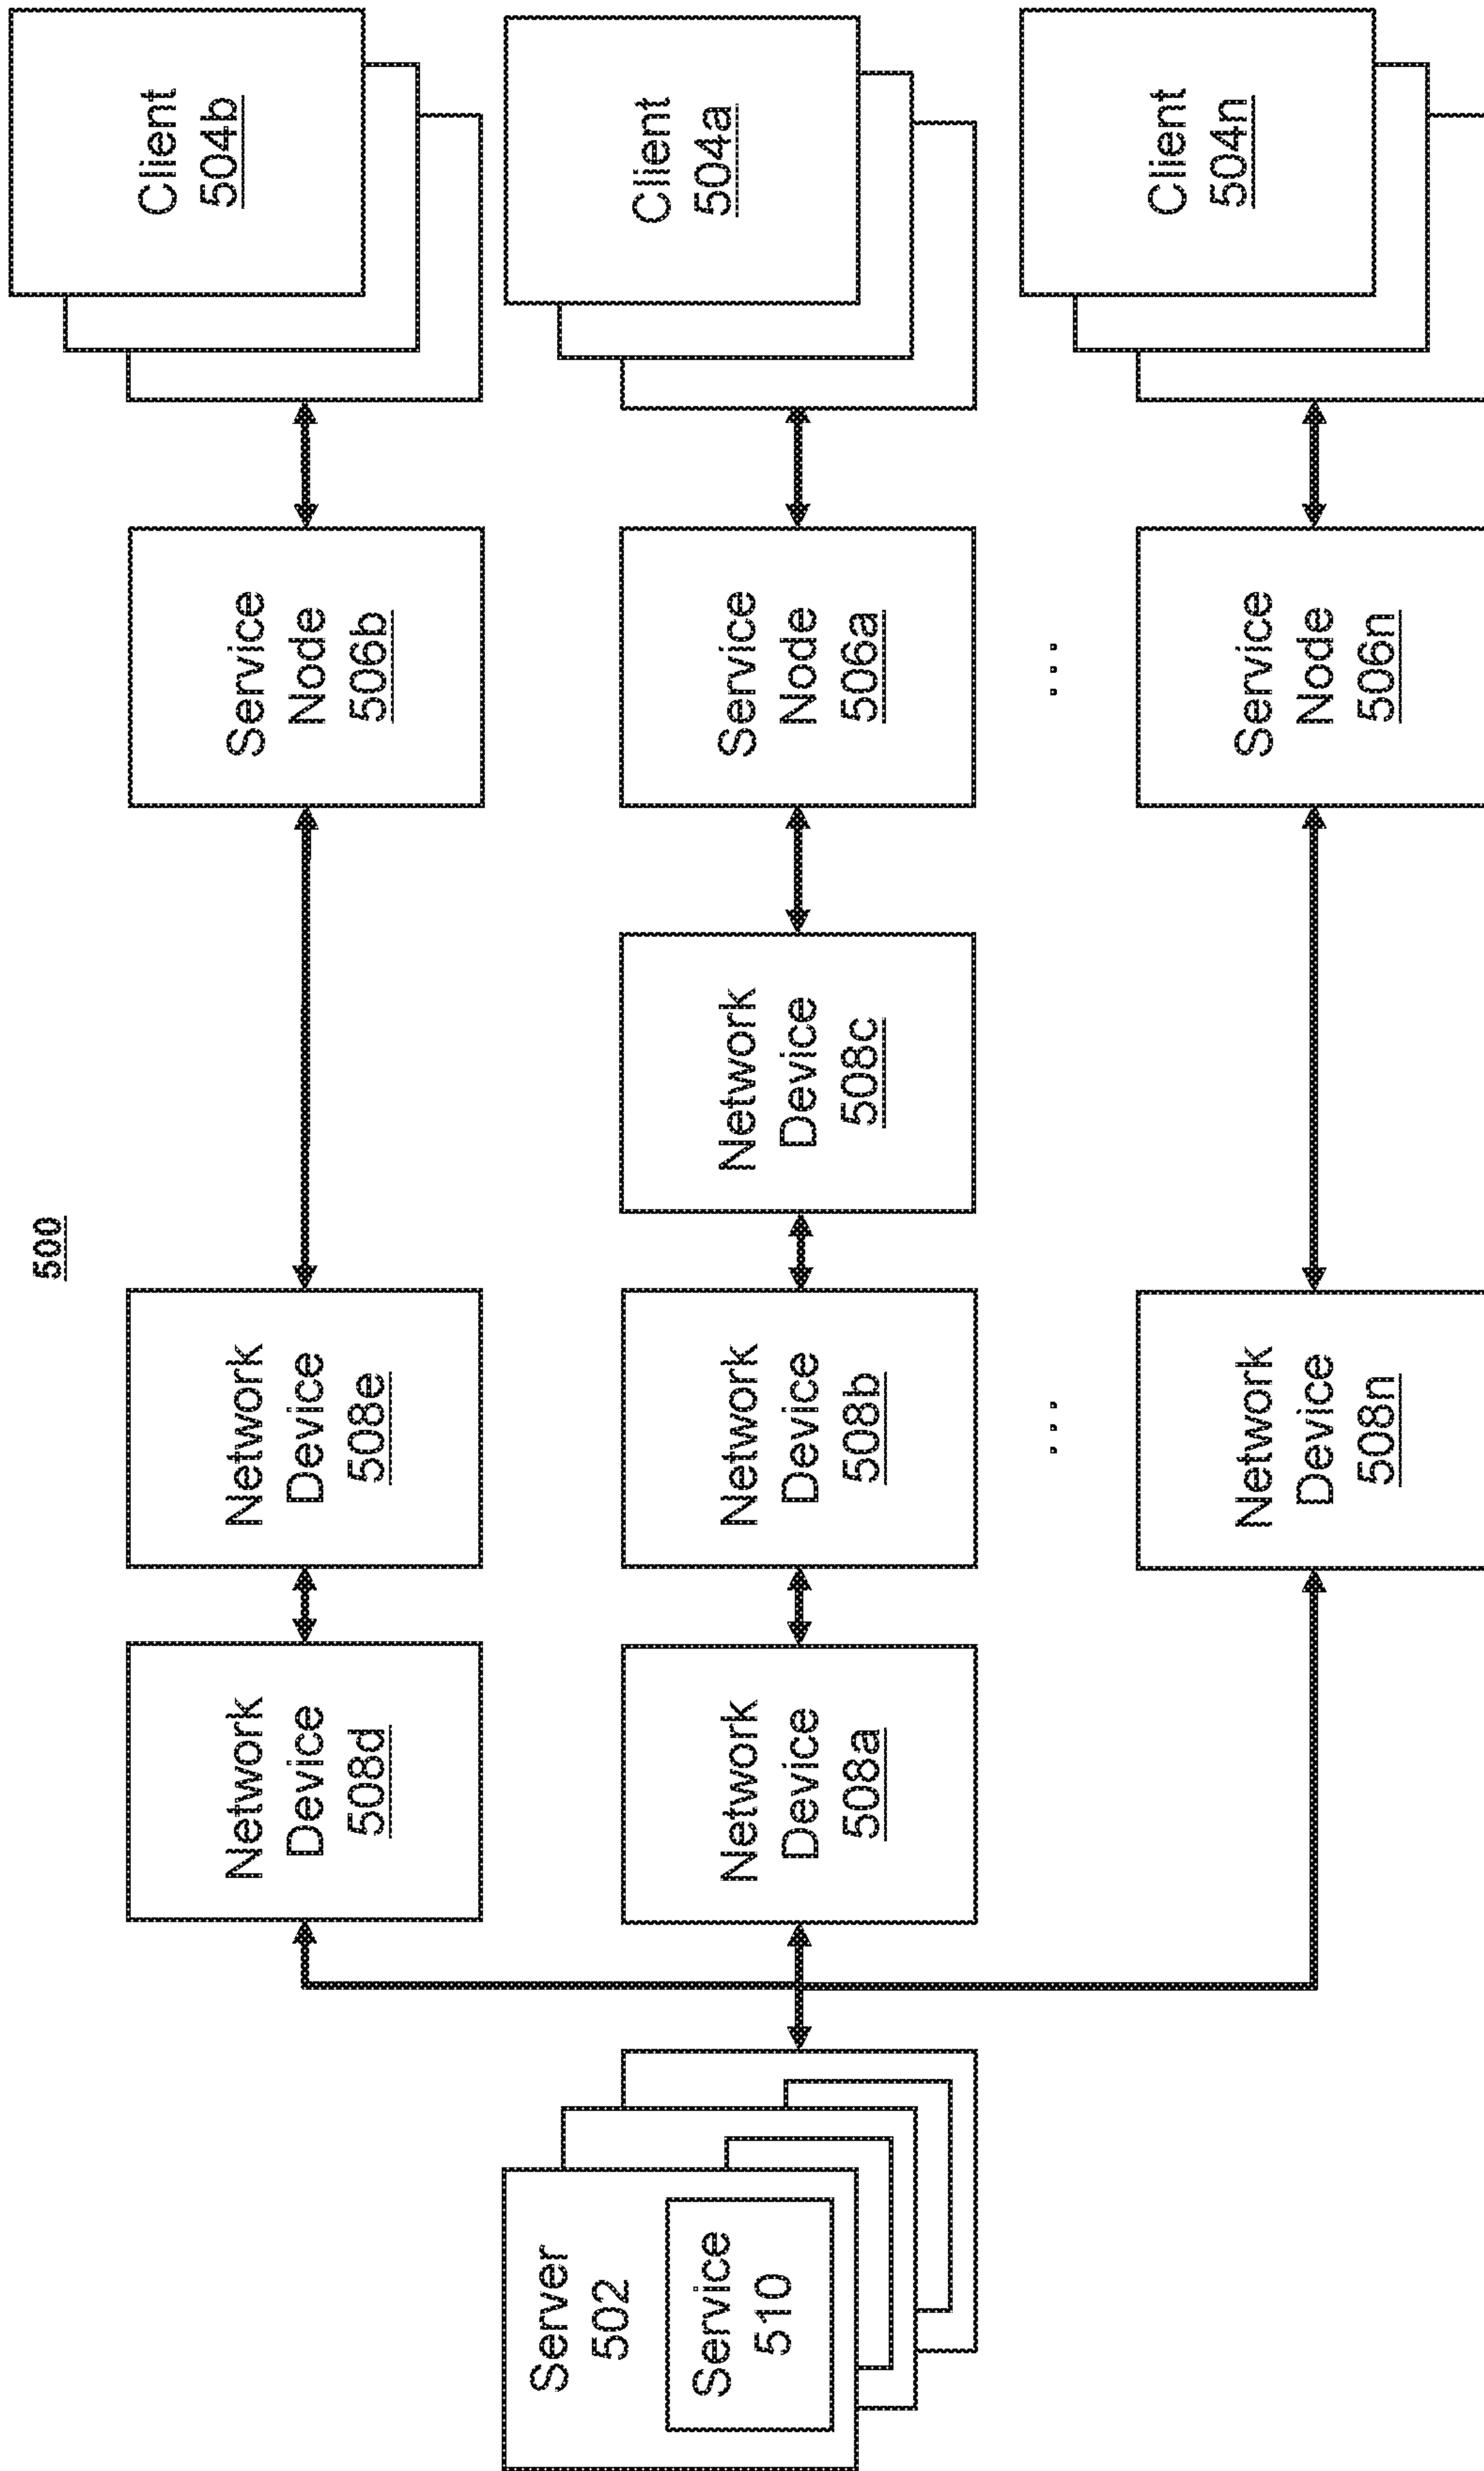 500
Client
504b
Service
Node
506b
Network
Device
508e
Network
Device
508d
Client
504a
Service
Node
506a
Network
Device
508c
Network
Device
508b
Network
Device
508a
Server
502
Service
510
Client
504n
...
Service
Node
506n
...
Network
Device
508n